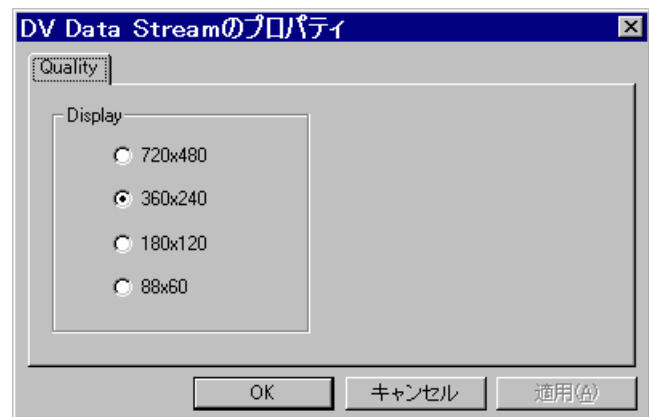 DV Data Streamのプロパティ
Quality
Display
720x480
360x240
180x120
88x60
OK
キャンセル
適用(A)